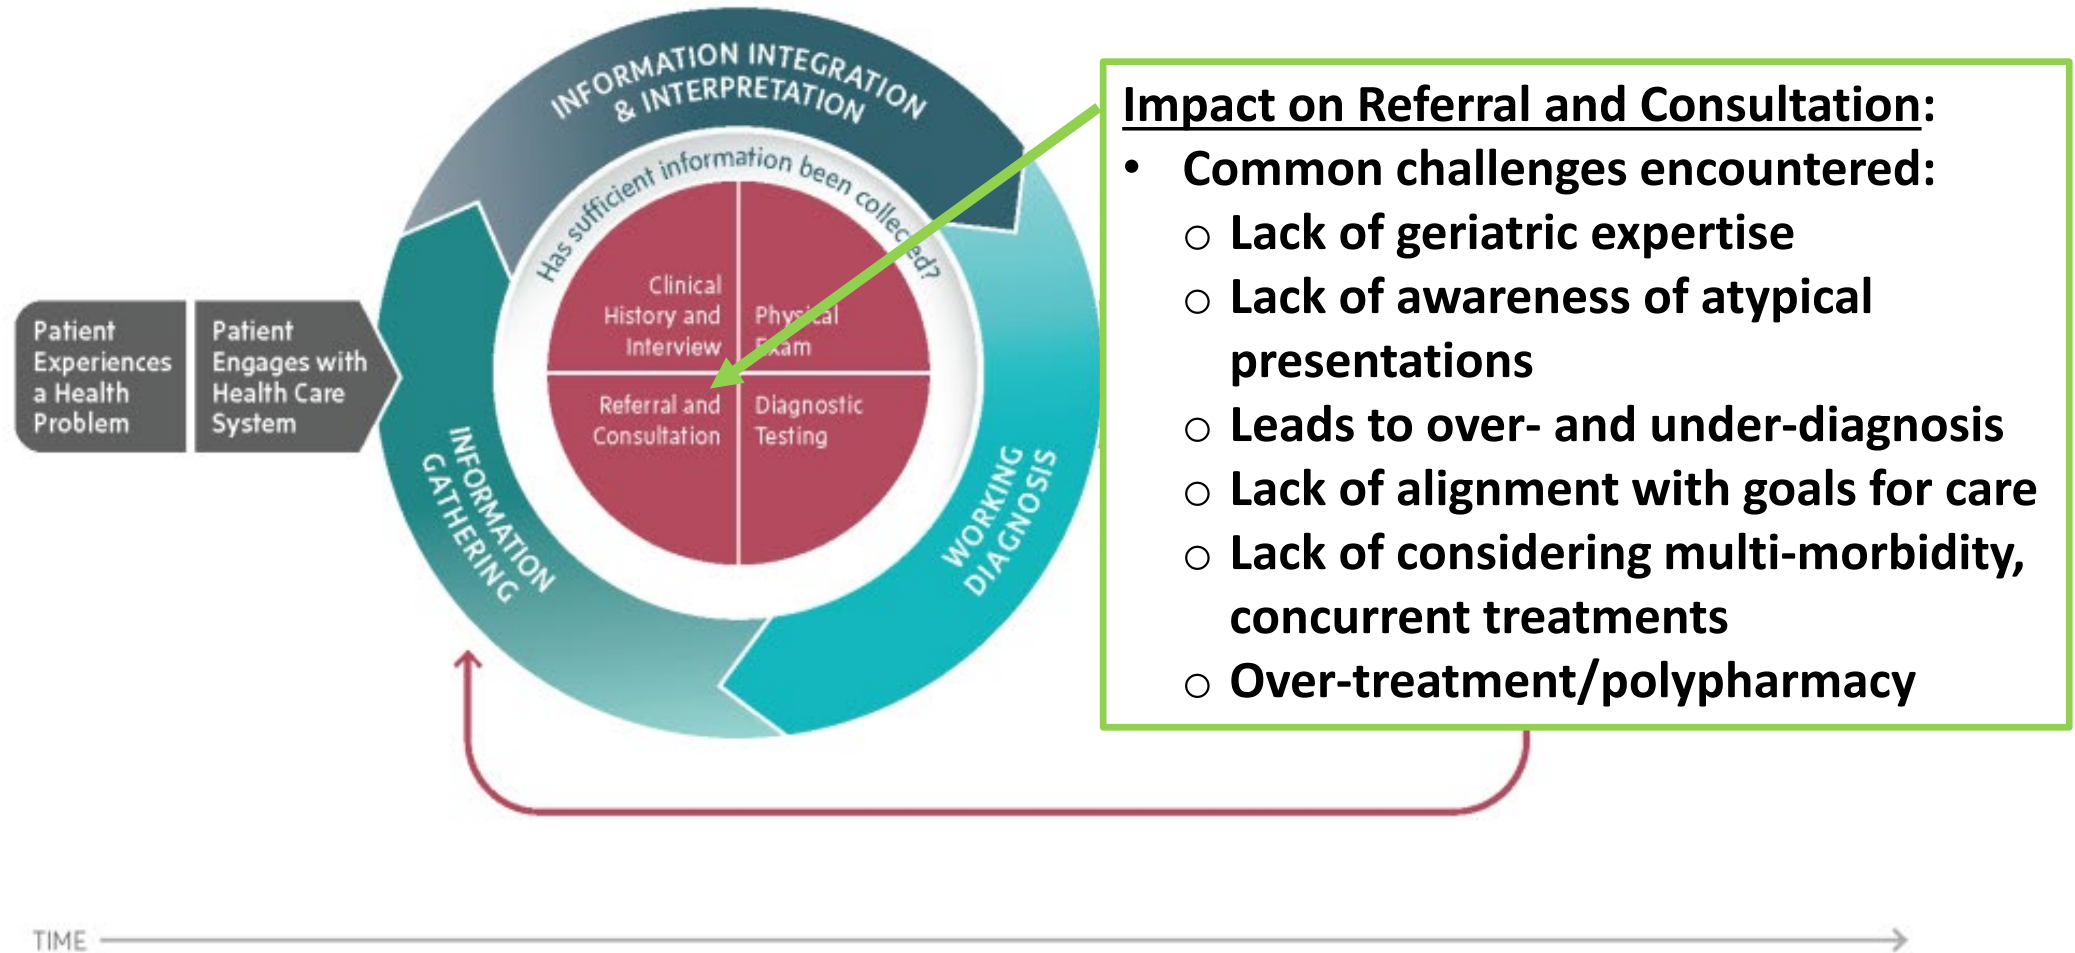 INFORMATION INTEGRATION
& INTERPRETATION
Has sufficient information been collected?
Clinical
History and
Interview
Physical
Exam
Referral and
Consultation
Diagnostic
Testing
Patient
Experiences
a Health
Problem
Patient
Engages with
Health Care
System
INFORMATION
GATHERING
WORKING
DIAGNOSIS
Impact on Referral and Consultation:
• Common challenges encountered:
○ Lack of geriatric expertise
○ Lack of awareness of atypical
presentations
○ Leads to over- and under-diagnosis
○ Lack of alignment with goals for care
○ Lack of considering multi-morbidity,
concurrent treatments
○ Over-treatment/polypharmacy
TIME